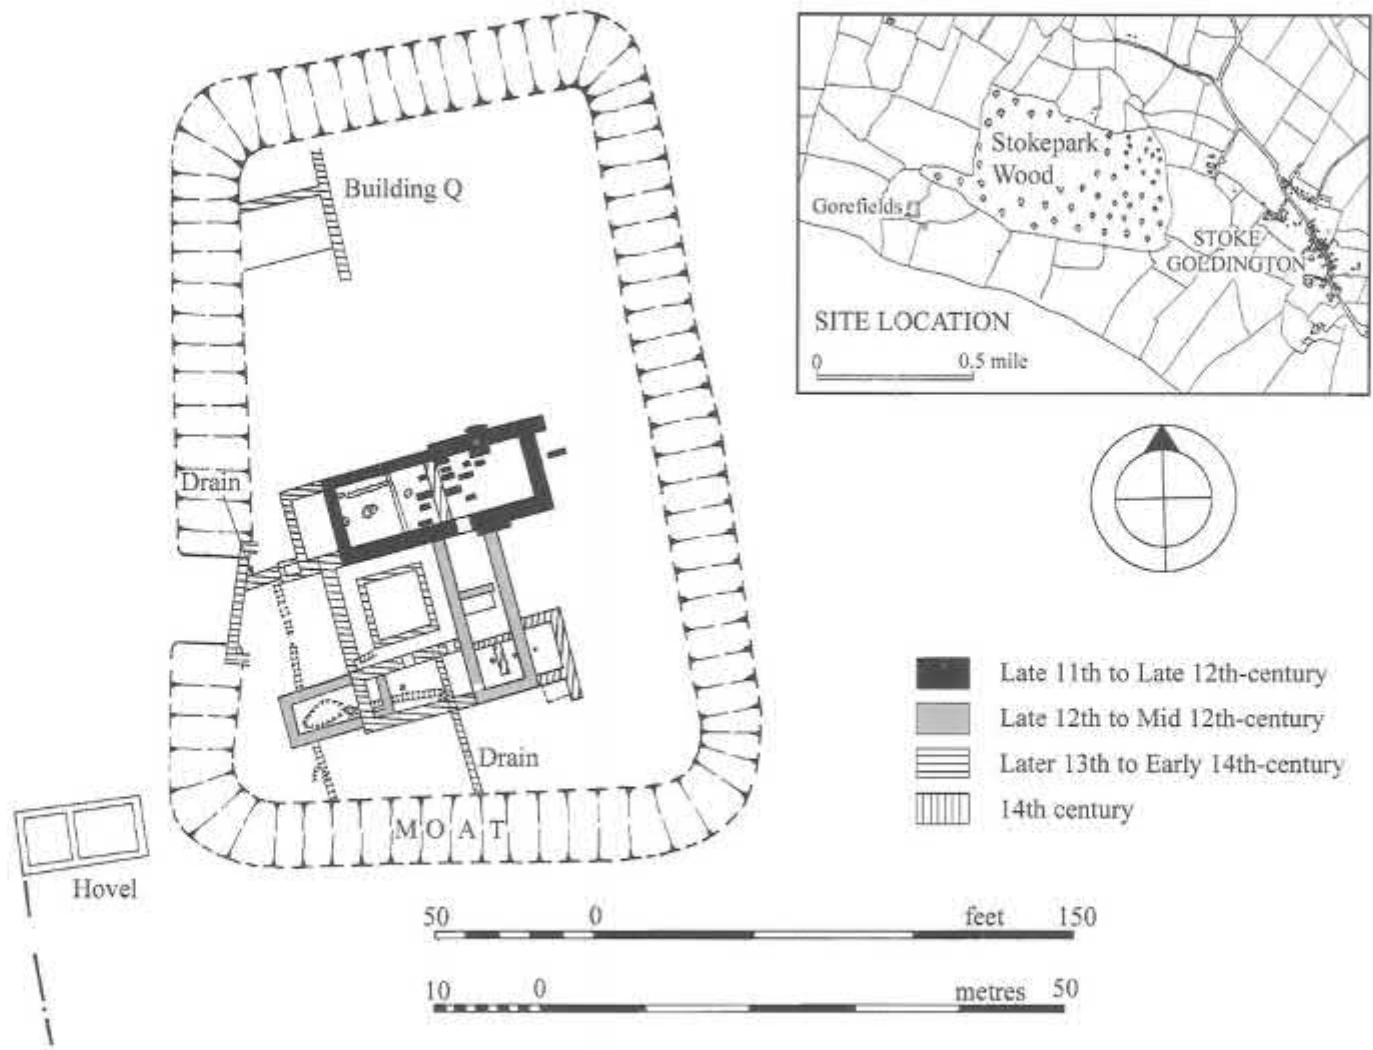 Building Q
Drain
Drain
MOAT
Hovel
Stokepark
Wood
Gorefields
STOKE
GOLDINGTON
SITE LOCATION
0 0.5 mile
Late 11th to Late 12th-century
Late 12th to Mid 12th-century
Later 13th to Early 14th-century
14th century
50 0 feet 150
10 0 metres 50